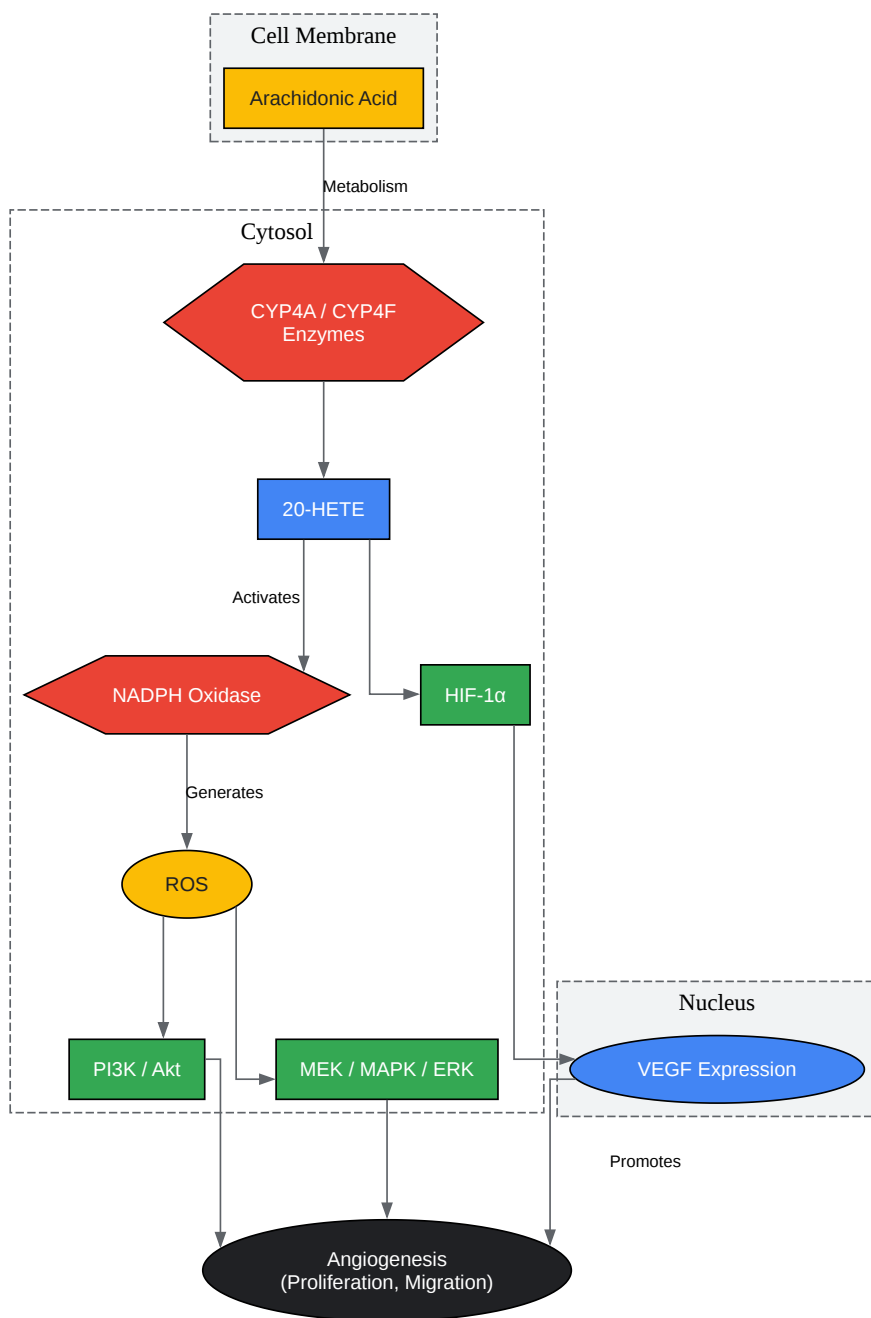 Cell Membrane
Arachidonic Acid
Metabolism
Cytosol
CYP4A / CYP4F
Enzymes
20-HETE
Activates
NADPH Oxidase
HIF-1α
Generates
ROS
Nucleus
PI3K / Akt
MEK / MAPK / ERK
VEGF Expression
Promotes
Angiogenesis
(Proliferation, Migration)